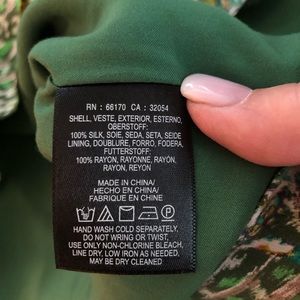 RN : 66170 CA : 32054
SHELL, VESTE, EXTERIOR, ESTERNO,
OBERSTOFF:
100% SILK, SOIE, SEDA, SETA, SEIDE
LINING, DOUBLURE, FORRO, FODERA,
FUTTERSTOFF:
100% RAYON, RAYONNE, RAYON,
RAYON, REYON
MADE IN CHINA/
HECHO EN CHINA/
FABRIQUE EN CHINE
HAND WASH COLD SEPARATELY,
DO NOT WRING OR TWIST,
USE ONLY NON-CHLORINE BLEACH,
LINE DRY. LOW IRON AS NEEDED.
MAY BE DRY CLEANED